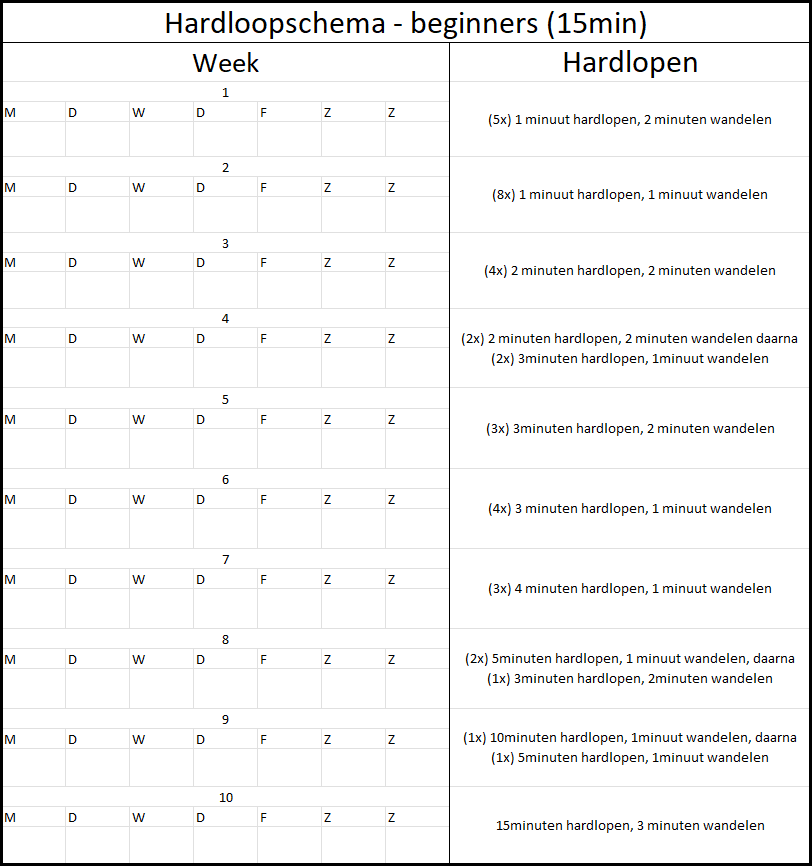 Hardloopschema - beginners (15min)
Week Hardlopen
1
M D W D F Z Z
(5x) 1 minuut hardlopen, 2 minuten wandelen
2
M D W D F Z Z
(8x) 1 minuut hardlopen, 1 minuut wandelen
3
M D W D F Z Z
(4x) 2 minuten hardlopen, 2 minuten wandelen
4
M D W D F Z Z
(2x) 2 minuten hardlopen, 2 minuten wandelen daarna
(2x) 3minuten hardlopen, 1minuut wandelen
5
M D W D F Z Z
(3x) 3minuten hardlopen, 2 minuten wandelen
6
M D W D F Z Z
(4x) 3 minuten hardlopen, 1 minuut wandelen
7
M D W D F Z Z
(3x) 4 minuten hardlopen, 1 minuut wandelen
8
M D W D F Z Z
(2x) 5minuten hardlopen, 1 minuut wandelen, daarna
(1x) 3minuten hardlopen, 2minuten wandelen
9
M D W D F Z Z
(1x) 10minuten hardlopen, 1minuut wandelen, daarna
(1x) 5minuten hardlopen, 1minuut wandelen
10
M D W D F Z Z
15minuten hardlopen, 3 minuten wandelen